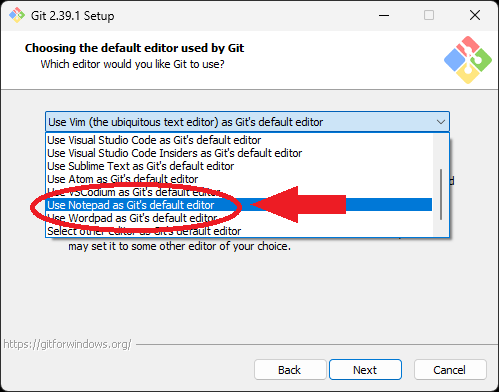 Git 2.39.1 Setup
Choosing the default editor used by Git
Which editor would you like Git to use?
Use Vim (the ubiquitous text editor) as Git's default editor
Use Visual Studio Code as Git's default editor
Use Visual Studio Code Insiders as Git's default editor
Use Sublime Text as Git's default editor
Use Atom as Git's default editor
Use VSCodium as Git's default editor
Use Notepad as Git's default editor
Use Wordpad as Git's default editor
Select other editor as Git's default editor
may set it to some other editor of your choice.
https://gitforwindows.org/
Back
Next
Cancel